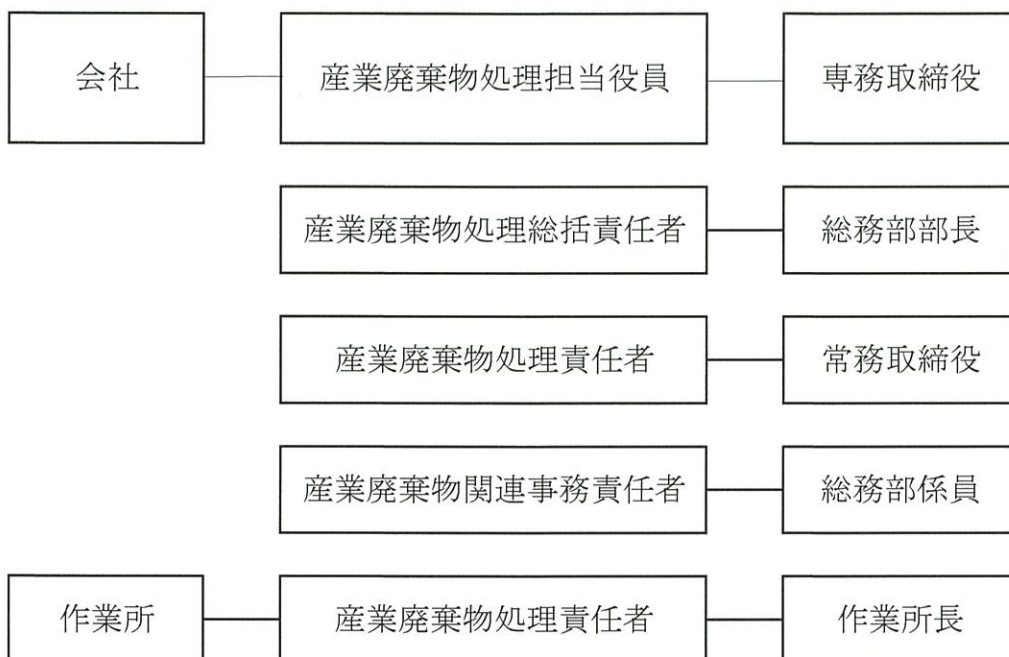 会社 産業廃棄物処理担当役員 専務取締役
産業廃棄物処理総括責任者 総務部部長
産業廃棄物処理責任者 常務取締役
産業廃棄物関連事務責任者 総務部係員
作業所 産業廃棄物処理責任者 作業所長